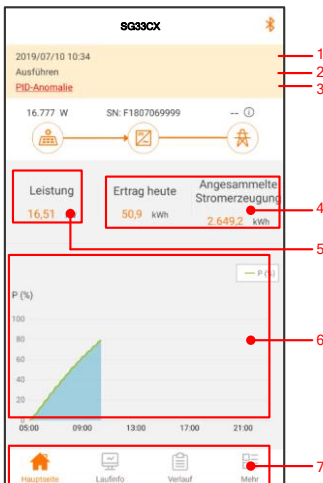 SG33CX
2019/07/10 10:34
1
Ausführen
2
PID-Anomalie
3
16.777 W SN: F1807069999 --
Leistung Ertrag heute Angesammelte Stromerzeugung
16,51 50,9 kWh 2.649,2 kWh
4
5
P (%)
P (%)
100
80
60
40
20
0
6
05:00 09:00 13:00 17:00 21:00
Hauptseite Laufinfo Verlauf Mehr
7